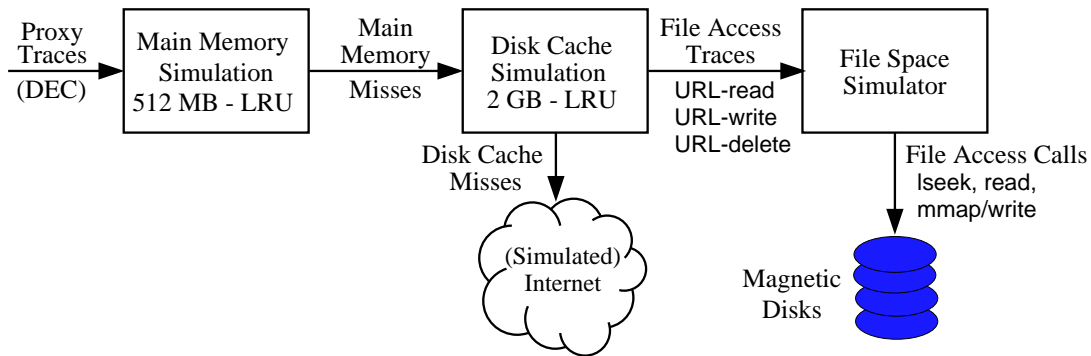 Proxy
Traces
(DEC)
Main Memory
Simulation
512 MB - LRU
Main
Memory
Misses
Disk Cache
Simulation
2 GB - LRU
File Access
Traces
URL-read
URL-write
URL-delete
File Space
Simulator
Disk Cache
Misses
File Access Calls
lseek, read,
mmap/write
(Simulated)
Internet
Magnetic
Disks